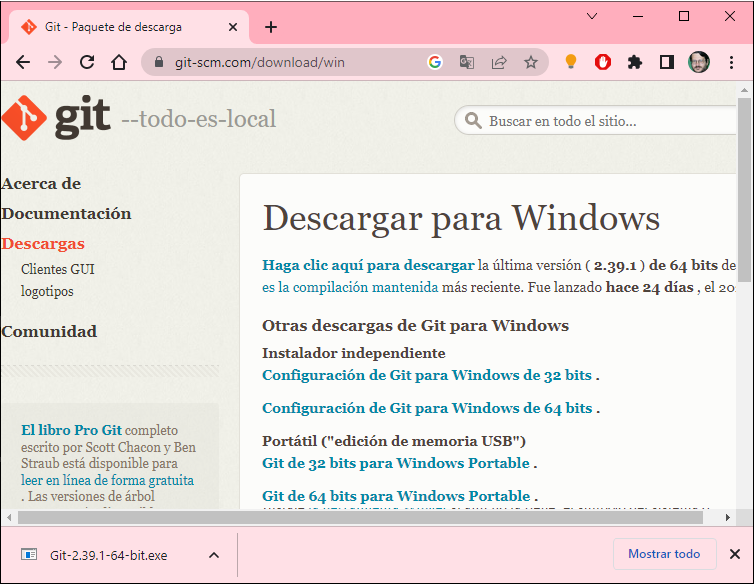 Git - Paquete de descarga
git-scm.com/download/win
git --todo-es-local
Buscar en todo el sitio...
Acerca de
Documentación
Descargas
Clientes GUI
logotipos
Comunidad
El libro Pro Git completo
escrito por Scott Chacon y Ben
Straub está disponible para
leer en línea de forma gratuita
. Las versiones de árbol
Descargar para Windows
Haga clic aquí para descargar la última versión ( 2.39.1 ) de 64 bits de
es la compilación mantenida más reciente. Fue lanzado hace 24 días , el 20
Otras descargas de Git para Windows
Instalador independiente
Configuración de Git para Windows de 32 bits .
Configuración de Git para Windows de 64 bits .
Portátil ("edición de memoria USB")
Git de 32 bits para Windows Portable .
Git de 64 bits para Windows Portable .
Git-2.39.1-64-bit.exe
Mostrar todo